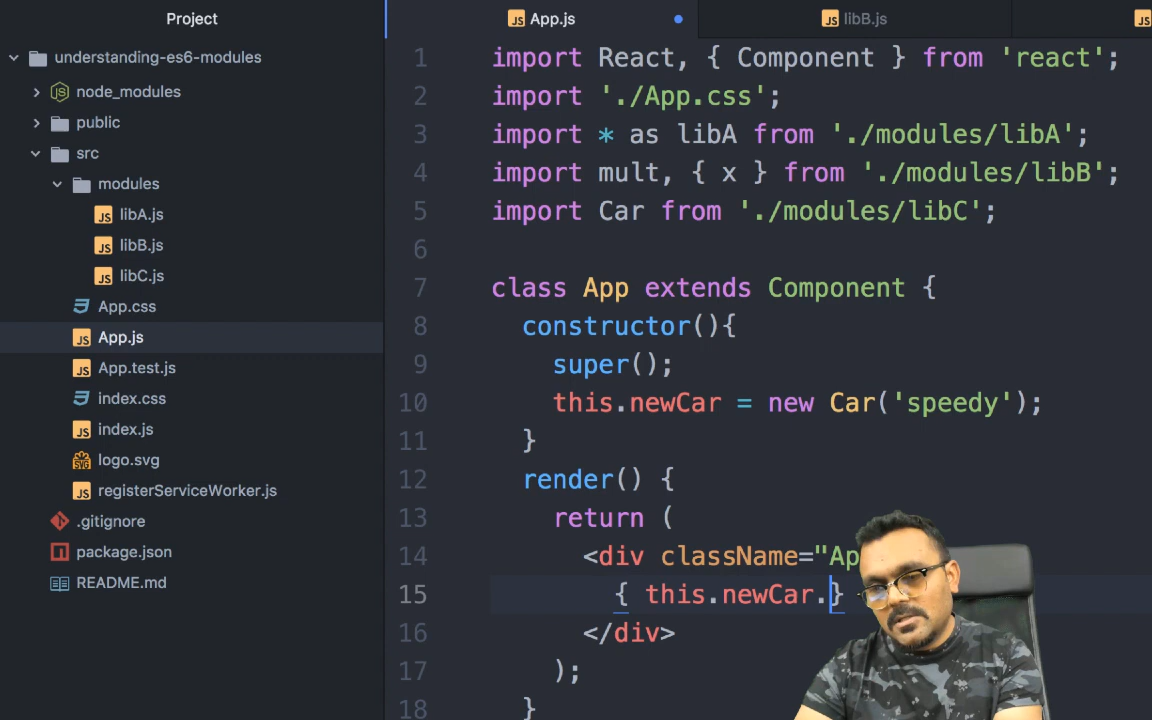 Project
understanding-es6-modules
node_modules
public
src
modules
libA.js
libB.js
libC.js
App.css
App.js
App.test.js
index.css
index.js
logo.svg
registerServiceWorker.js
.gitignore
package.json
README.md
App.js
libB.js
1 import React, { Component } from 'react';
2 import './App.css';
3 import * as libA from './modules/libA';
4 import mult, { x } from './modules/libB';
5 import Car from './modules/libC';
6
7 class App extends Component {
8 constructor(){
9 super();
10 this.newCar = new Car('speedy');
11 }
12 render() {
13 return (
14 <div className="Ap
15 { this.newCar.}
16 </div>
17 );
18 }